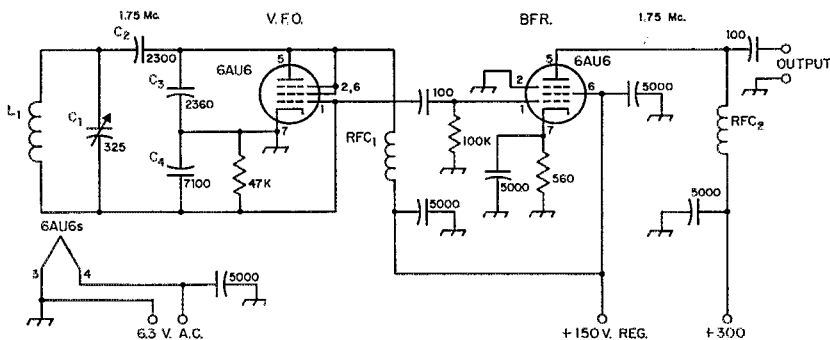 1.75 Mc.
V.F.O.
BFR.
1.75 Mc.
C2
2300
5
6AU6
2,6
1
7
C3
2360
L1
C1
325
C4
7100
47K
100
RFC1
100K
5
6AU6
2
6
1
7
5000
100
OUTPUT
RFC2
5000
560
5000
5000
5000
6AU6s
3
4
5000
6.3 V. A.C.
+150V. REG.
+300